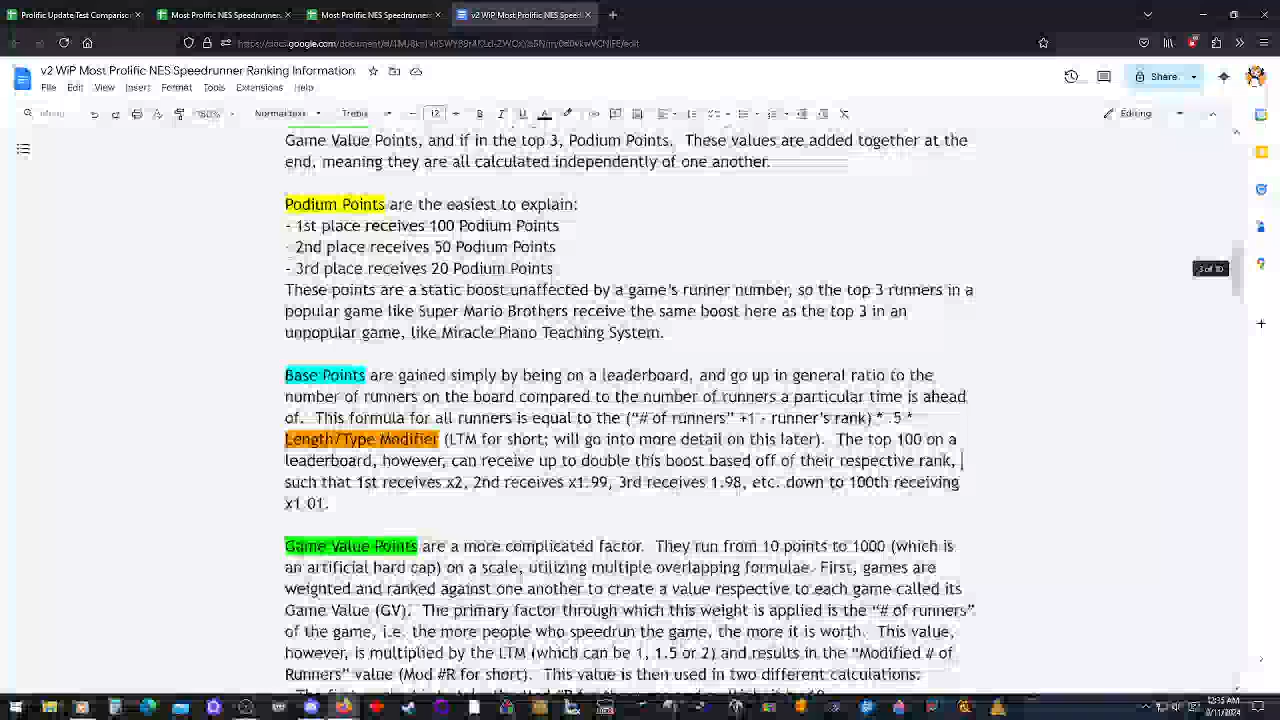 Prolific Update Test Comparison
Most Prolific NES Speedrunner
Most Prolific NES Speedrunner
v2 WiP Most Prolific NES Speed
v2 WiP Most Prolific NES Speedrunner Ranking Information
File Edit View Insert Format Tools Extensions Help
Share
Normal text
Trebu
12
Editing
Game Value Points, and if in the top 3, Podium Points. These values are added together at the
end, meaning they are all calculated independently of one another.
Podium Points are the easiest to explain:
- 1st place receives 100 Podium Points
- 2nd place receives 50 Podium Points
- 3rd place receives 20 Podium Points
3 of 10
These points are a static boost unaffected by a game's runner number, so the top 3 runners in a
popular game like Super Mario Brothers receive the same boost here as the top 3 in an
unpopular game, like Miracle Piano Teaching System.
Base Points are gained simply by being on a leaderboard, and go up in general ratio to the
number of runners on the board compared to the number of runners a particular time is ahead
of. This formula for all runners is equal to the ("# of runners" +1 - runner's rank) * .5 *
Length/Type Modifier (LTM for short; will go into more detail on this later). The top 100 on a
leaderboard, however, can receive up to double this boost based off of their respective rank,
such that 1st receives x2, 2nd receives x1.99, 3rd receives 1.98, etc. down to 100th receiving
x1.01.
Game Value Points are a more complicated factor. They run from 10 points to 1000 (which is
an artificial hard cap) on a scale, utilizing multiple overlapping formulae. First, games are
weighted and ranked against one another to create a value respective to each game called its
Game Value (GV). The primary factor through which this weight is applied is the "# of runners"
of the game, i.e. the more people who speedrun the game, the more it is worth. This value,
however, is multiplied by the LTM (which can be 1, 1.5 or 2) and results in the "Modified # of
Runners" value (Mod #R for short). This value is then used in two different calculations:
12:35 AM